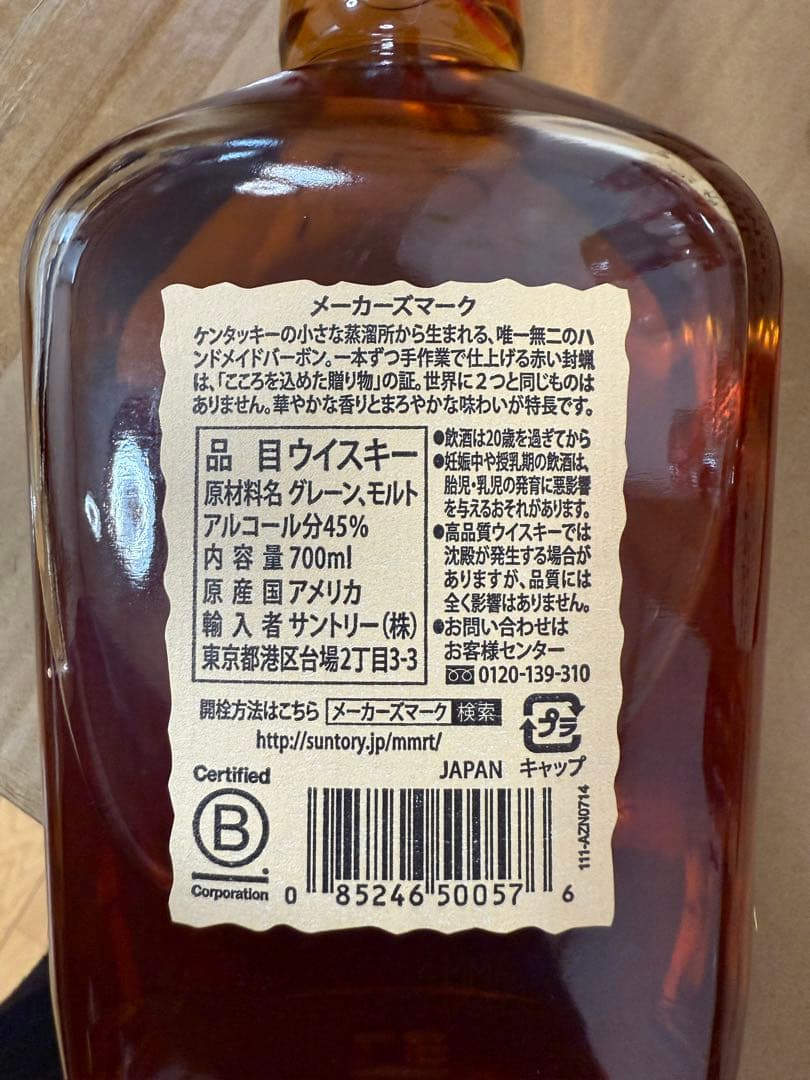 メーカーズマーク
ケンタッキーの小さな蒸溜所から生まれる、唯一無二のハ
ンドメイドバーボン。一本ずつ手作業で仕上げる赤い封蝋
は、「こころを込めた贈り物」の証。世界に2つと同じものは
ありません。華やかな香りとまろやかな味わいが特長です。
品目 ウイスキー
原材料名 グレーン、モルト
アルコール分45%
内容量 700ml
原産国 アメリカ
輸入者 サントリー(株)
東京都港区台場2丁目3-3
●飲酒は20歳を過ぎてから
●妊娠中や授乳期の飲酒は、
胎児・乳児の発育に悪影響
を与えるおそれがあります。
●高品質ウイスキーでは
沈殿が発生する場合が
ありますが、品質には
全く影響はありません。
●お問い合わせは
お客様センター
0120-139-310
開栓方法はこちら メーカーズマーク 検索
http://suntory.jp/mmrt/
プラ
JAPAN キャップ
Certified
B
Corporation
0 85246 50057 6
111-AZN0714